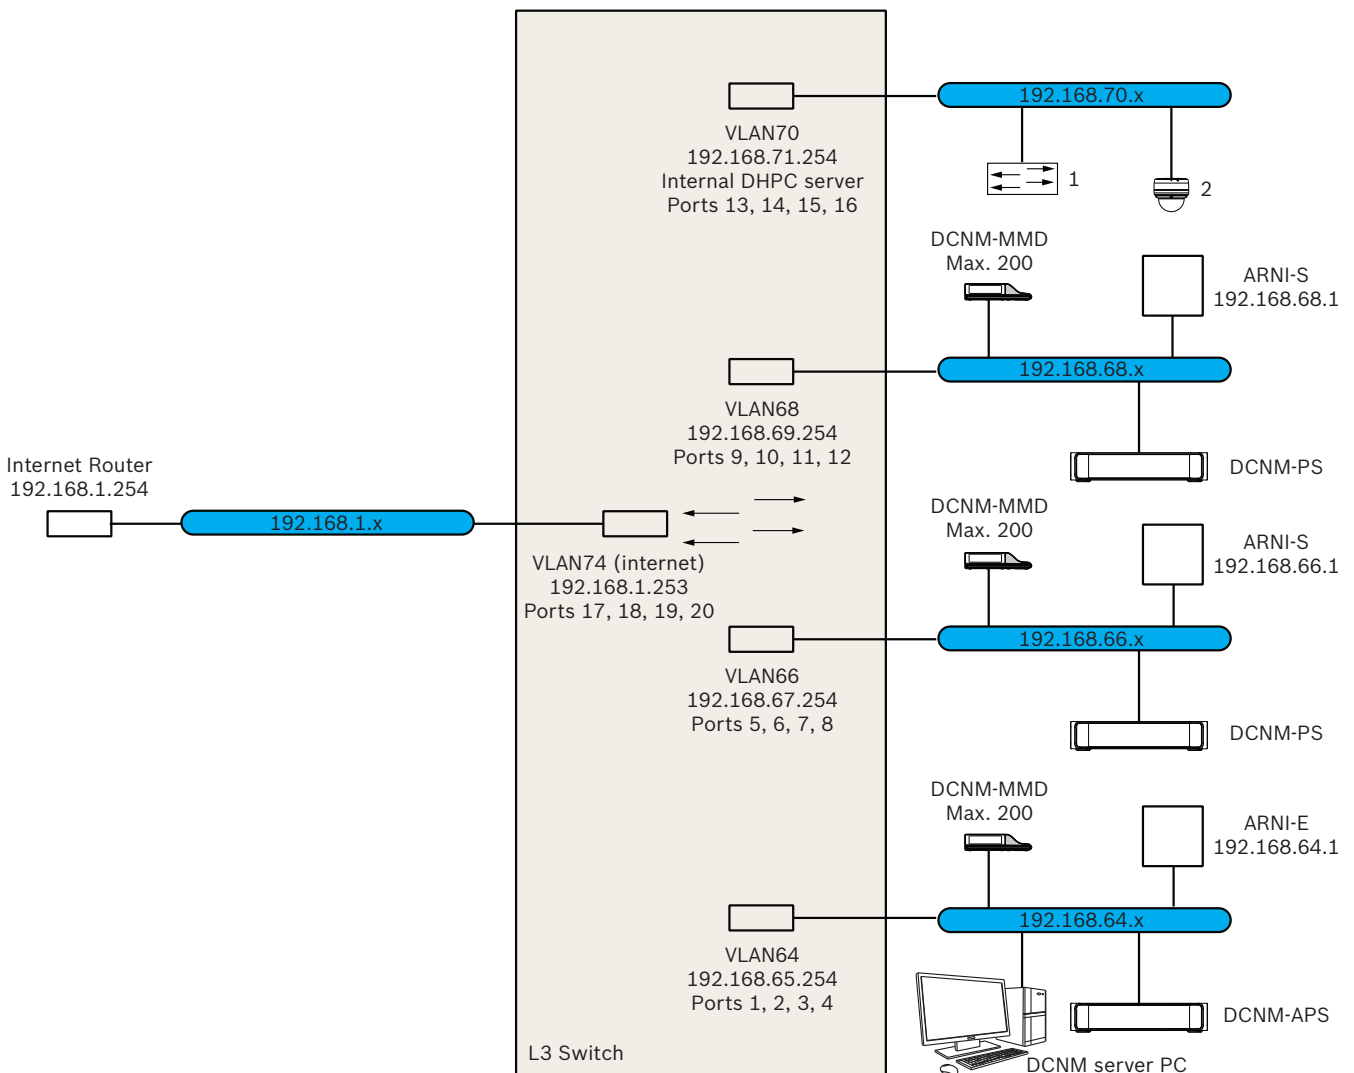 192.168.70.x
VLAN70
192.168.71.254
Internal DHPC server
Ports 13, 14, 15, 16
1
2
DCNM-MMD
Max. 200
ARNI-S
192.168.68.1
192.168.68.x
VLAN68
192.168.69.254
Ports 9, 10, 11, 12
DCNM-PS
Internet Router
192.168.1.254
192.168.1.x
VLAN74 (internet)
192.168.1.253
Ports 17, 18, 19, 20
DCNM-MMD
Max. 200
ARNI-S
192.168.66.1
192.168.66.x
VLAN66
192.168.67.254
Ports 5, 6, 7, 8
DCNM-PS
DCNM-MMD
Max. 200
ARNI-E
192.168.64.1
192.168.64.x
VLAN64
192.168.65.254
Ports 1, 2, 3, 4
DCNM-APS
L3 Switch
DCNM server PC